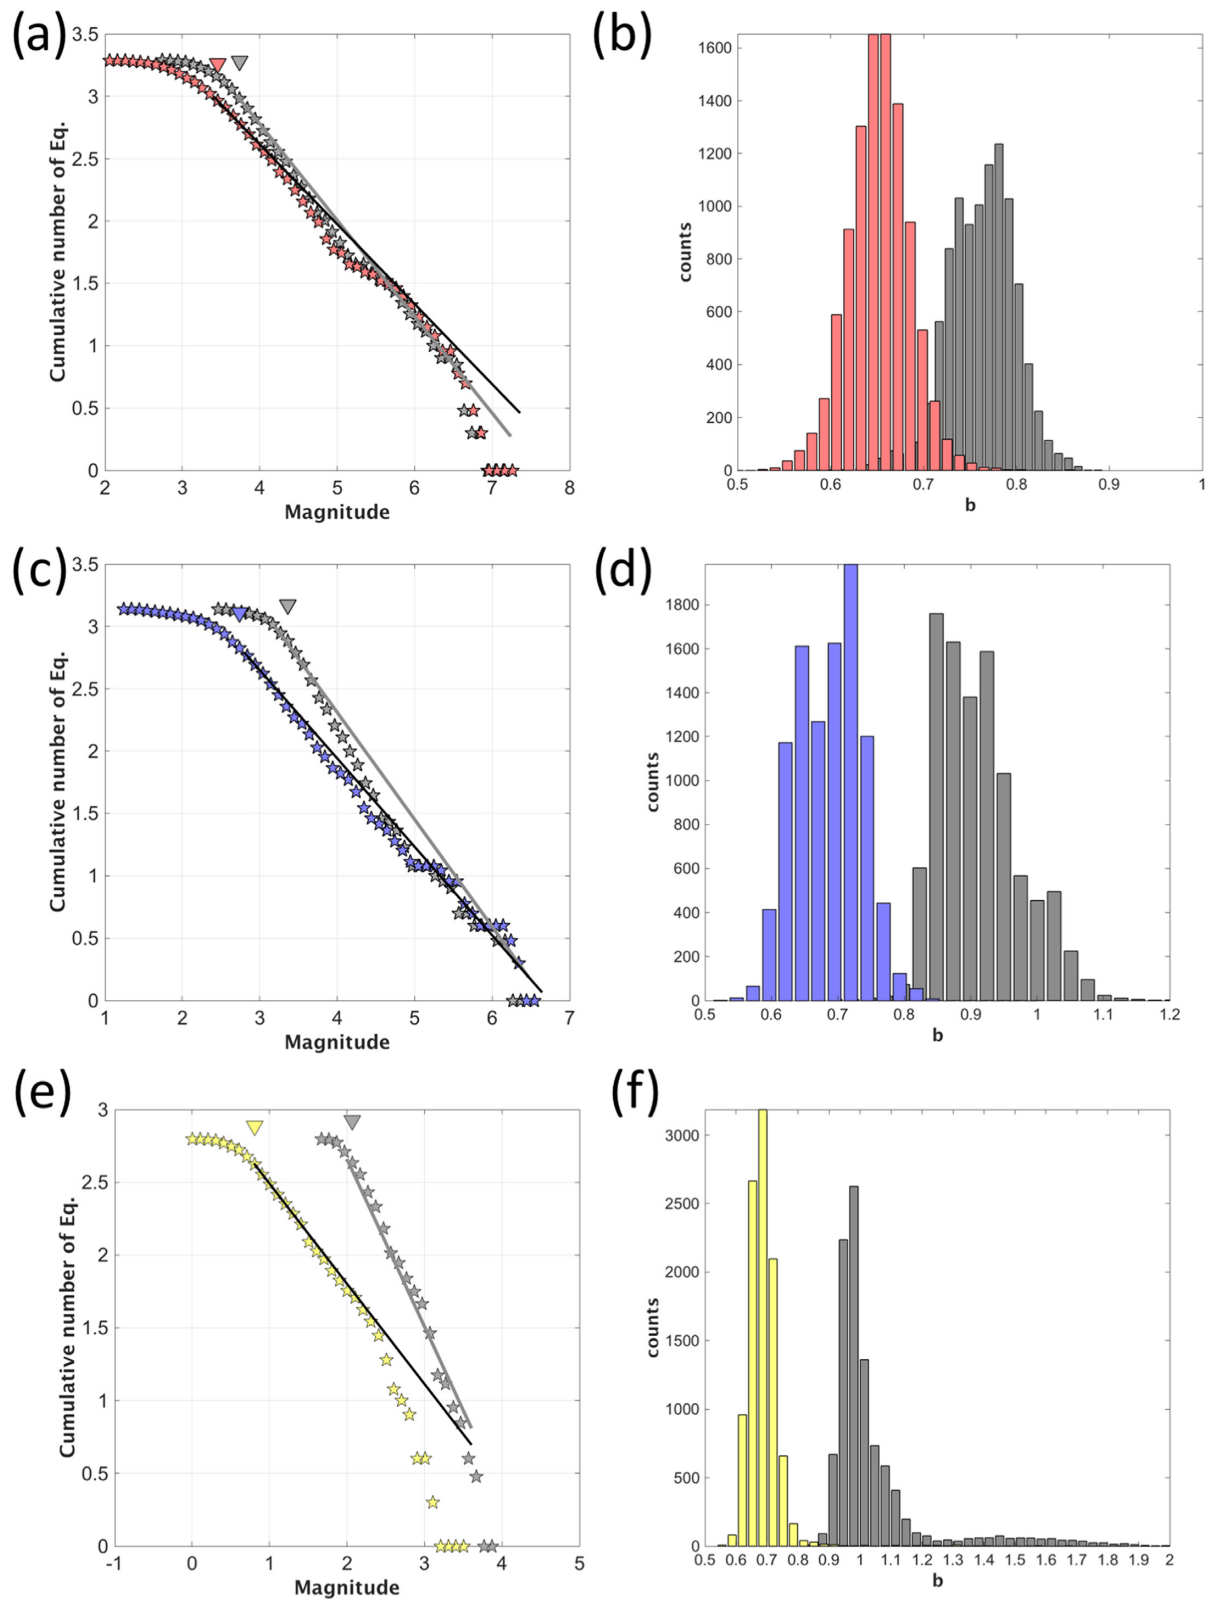 (a)
3.5
3
2.5
2
1.5
1
0.5
0
Cumulative number of Eq.
2 3 4 5 6 7 8
Magnitude
(b)
1600
1400
1200
1000
800
600
400
200
0
counts
0.5 0.6 0.7 0.8 0.9 1
b
(c)
3.5
3
2.5
2
1.5
1
0.5
0
Cumulative number of Eq.
1 2 3 4 5 6 7
Magnitude
(d)
1800
1600
1400
1200
1000
800
600
400
200
0
counts
0.5 0.6 0.7 0.8 0.9 1 1.1 1.2
b
(e)
3
2.5
2
1.5
1
0.5
0
Cumulative number of Eq.
-1 0 1 2 3 4 5
Magnitude
(f)
3000
2500
2000
1500
1000
500
0
counts
0.5 0.6 0.7 0.8 0.9 1 1.1 1.2 1.3 1.4 1.5 1.6 1.7 1.8 1.9 2
b